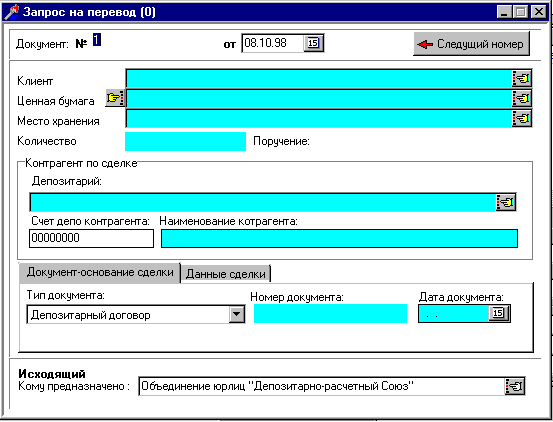 Запрос на перевод (0)
Документ: № 1 от 08.10.98 15 Следущий номер
Клиент
Ценная бумага
Место хранения
Количество Поручение:
Контрагент по сделке
Депозитарий:
Счет депо контрагента: Наименование котрагента:
00000000
Документ-основание сделки Данные сделки
Тип документа: Номер документа: Дата документа:
Депозитарный договор . . 15
Исходящий
Кому предназначено : Объединение юрлиц "Депозитарно-расчетный Союз"